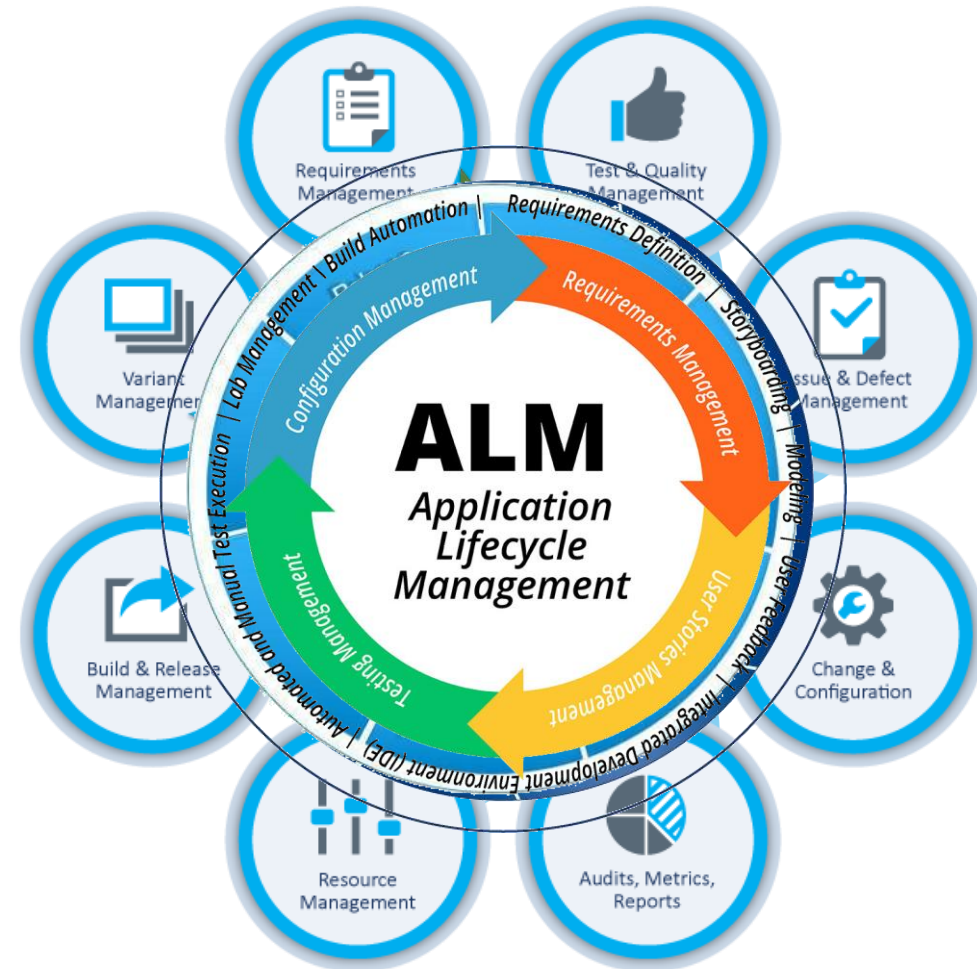 Requirements
Management
Test & Quality
Management
Issue & Defect
Management
Change &
Configuration
Audits, Metrics,
Reports
Resource
Management
Build & Release
Management
Variant
Management
Requirements Definition | Storyboarding | Modeling | User Feedback | Integrated Development Environment (IDE) | Automated and Manual Test Execution | Lab Management \ Build Automation |
Requirements Management
User Stories Management
Testing Management
Configuration Management
ALM
Application
Lifecycle
Management